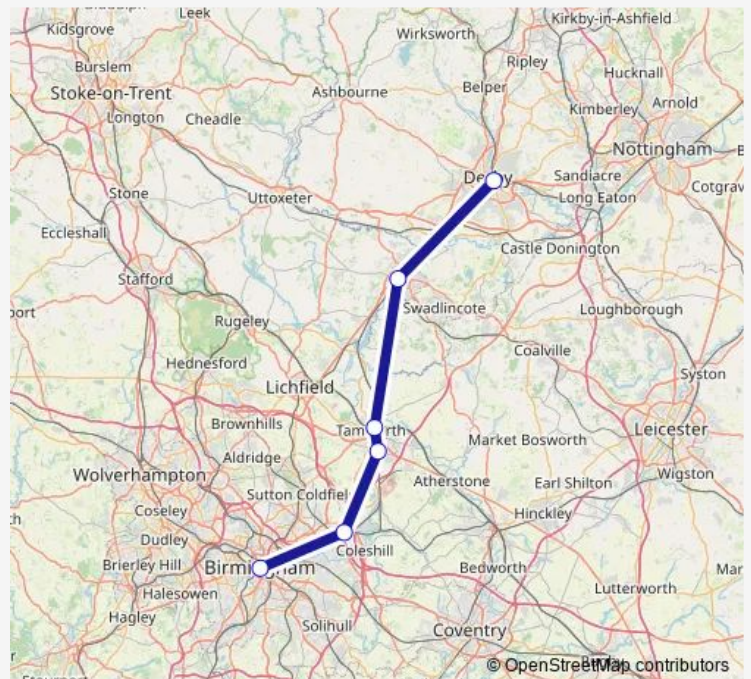 Kidsgrove
Leek
Wirksworth
Kirkby-in-Ashfield
Burslem
Ripley
Hucknall
Stoke-on-Trent
Ashbourne
Belper
Longton
Cheadle
Kimberley
Arnold
Nottingham
Stone
Uttoxeter
Sandiacre
Long Eaton
Cotgrav
Eccleshall
Castle Donington
Stafford
Swadlincote
Loughborough
port
Rugeley
Coalville
Hednesford
Syston
Lichfield
Brownhills
Market Bosworth
Leicester
Aldridge
Wolverhampton
Sutton Coldfiel
Atherstone
Earl Shilton
Wigston
Coseley
Hinckley
Dudley
Coleshill
Brierley Hill
Bedworth
Mar
Halesowen
Lutterworth
Hagley
Solihull
Coventry
© OpenStreetMap contributors